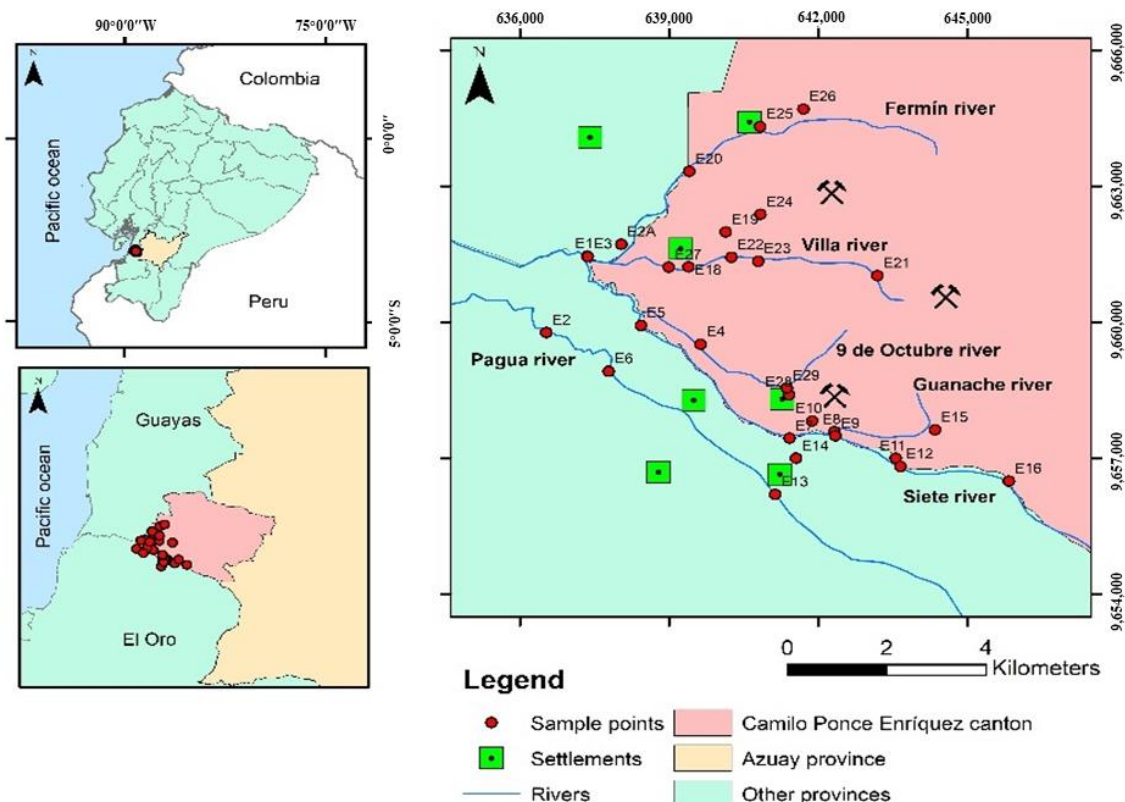 90°0'0"W
75°0'0"W
N
Colombia
Pacific ocean
0°0'0"
5°0'0"S
Peru
N
Guayas
Pacific ocean
El Oro
636,000
639,000
642,000
645,000
N
9,666,000
9,663,000
9,660,000
9,657,000
9,654,000
E26
E25
Fermín river
E20
E24
E19
E2A
E1E3
E27
E22
E23
Villa river
E18
E21
E5
E4
E2
9 de Octubre river
Pagua river
E6
E29
E28
Guanache river
E10
E8
E9
E15
E7
E14
E11
E12
E16
E13
Siete river
0 2 4
Kilometers
Legend
Sample points
Settlements
Rivers
Camilo Ponce Enríquez canton
Azuay province
Other provinces